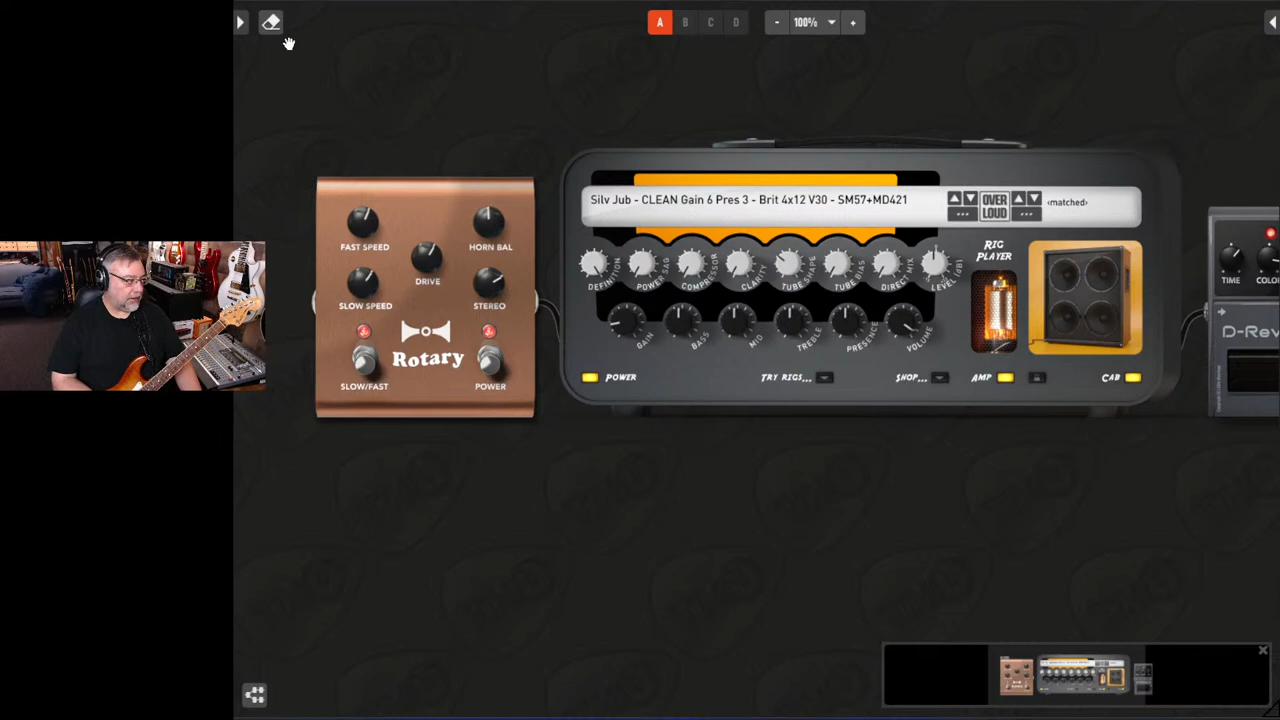 A B C D - 100% +
FAST SPEED HORN BAL
DRIVE
SLOW SPEED STEREO
Rotary
SLOW/FAST POWER
Silv Jub - CLEAN Gain 6 Pres 3 - Brit 4x12 V30 - SM57+MD421
OVER
LOUD
‹matched›
DEFINITION POWER SAG COMPRESSOR CLARITY TUBE SHAPE TUBE BIAS DIRECT MIX LEVEL (dB)
RIG
PLAYER
GAIN BASS MID TREBLE PRESENCE VOLUME
POWER TRY RIGS... SHOP... AMP CAB
TIME COLO
D-Rev